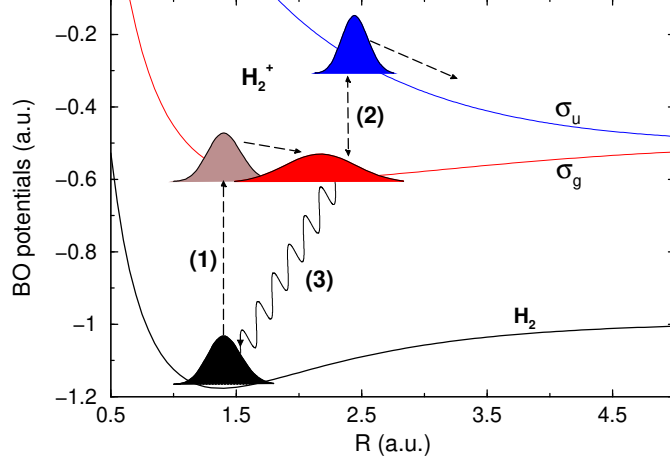 −0.2
H₂⁺
−0.4
(2)
σᵤ
−0.6
σg
BO potentials (a.u.)
−0.8
(1)
(3)
−1
H₂
−1.2
0.5 1.5 2.5 3.5 4.5
R (a.u.)